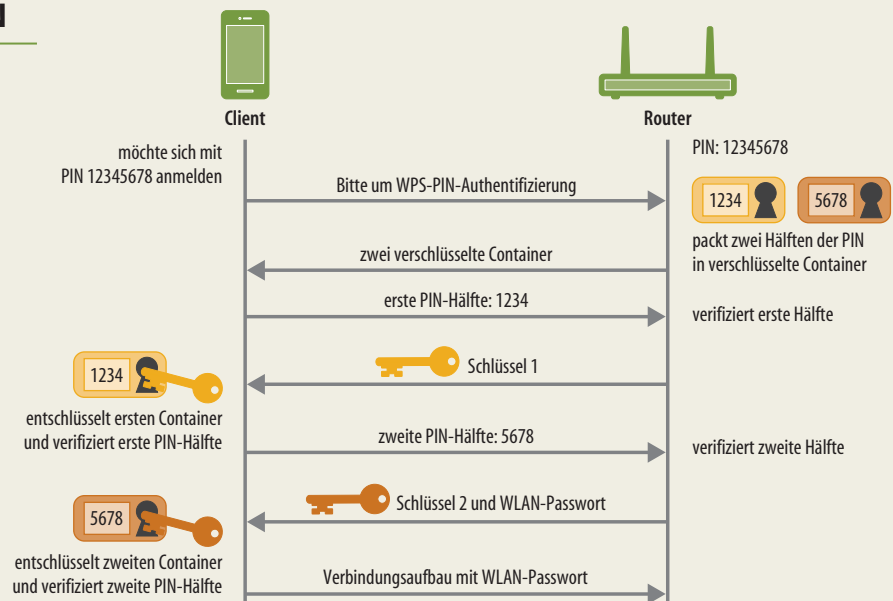 Client
Router
möchte sich mit
PIN 12345678 anmelden
PIN: 12345678
Bitte um WPS-PIN-Authentifizierung
1234
5678
packt zwei Hälften der PIN
in verschlüsselte Container
zwei verschlüsselte Container
erste PIN-Hälfte: 1234
verifiziert erste Hälfte
Schlüssel 1
1234
entschlüsselt ersten Container
und verifiziert erste PIN-Hälfte
zweite PIN-Hälfte: 5678
verifiziert zweite Hälfte
Schlüssel 2 und WLAN-Passwort
5678
entschlüsselt zweiten Container
und verifiziert zweite PIN-Hälfte
Verbindungsaufbau mit WLAN-Passwort